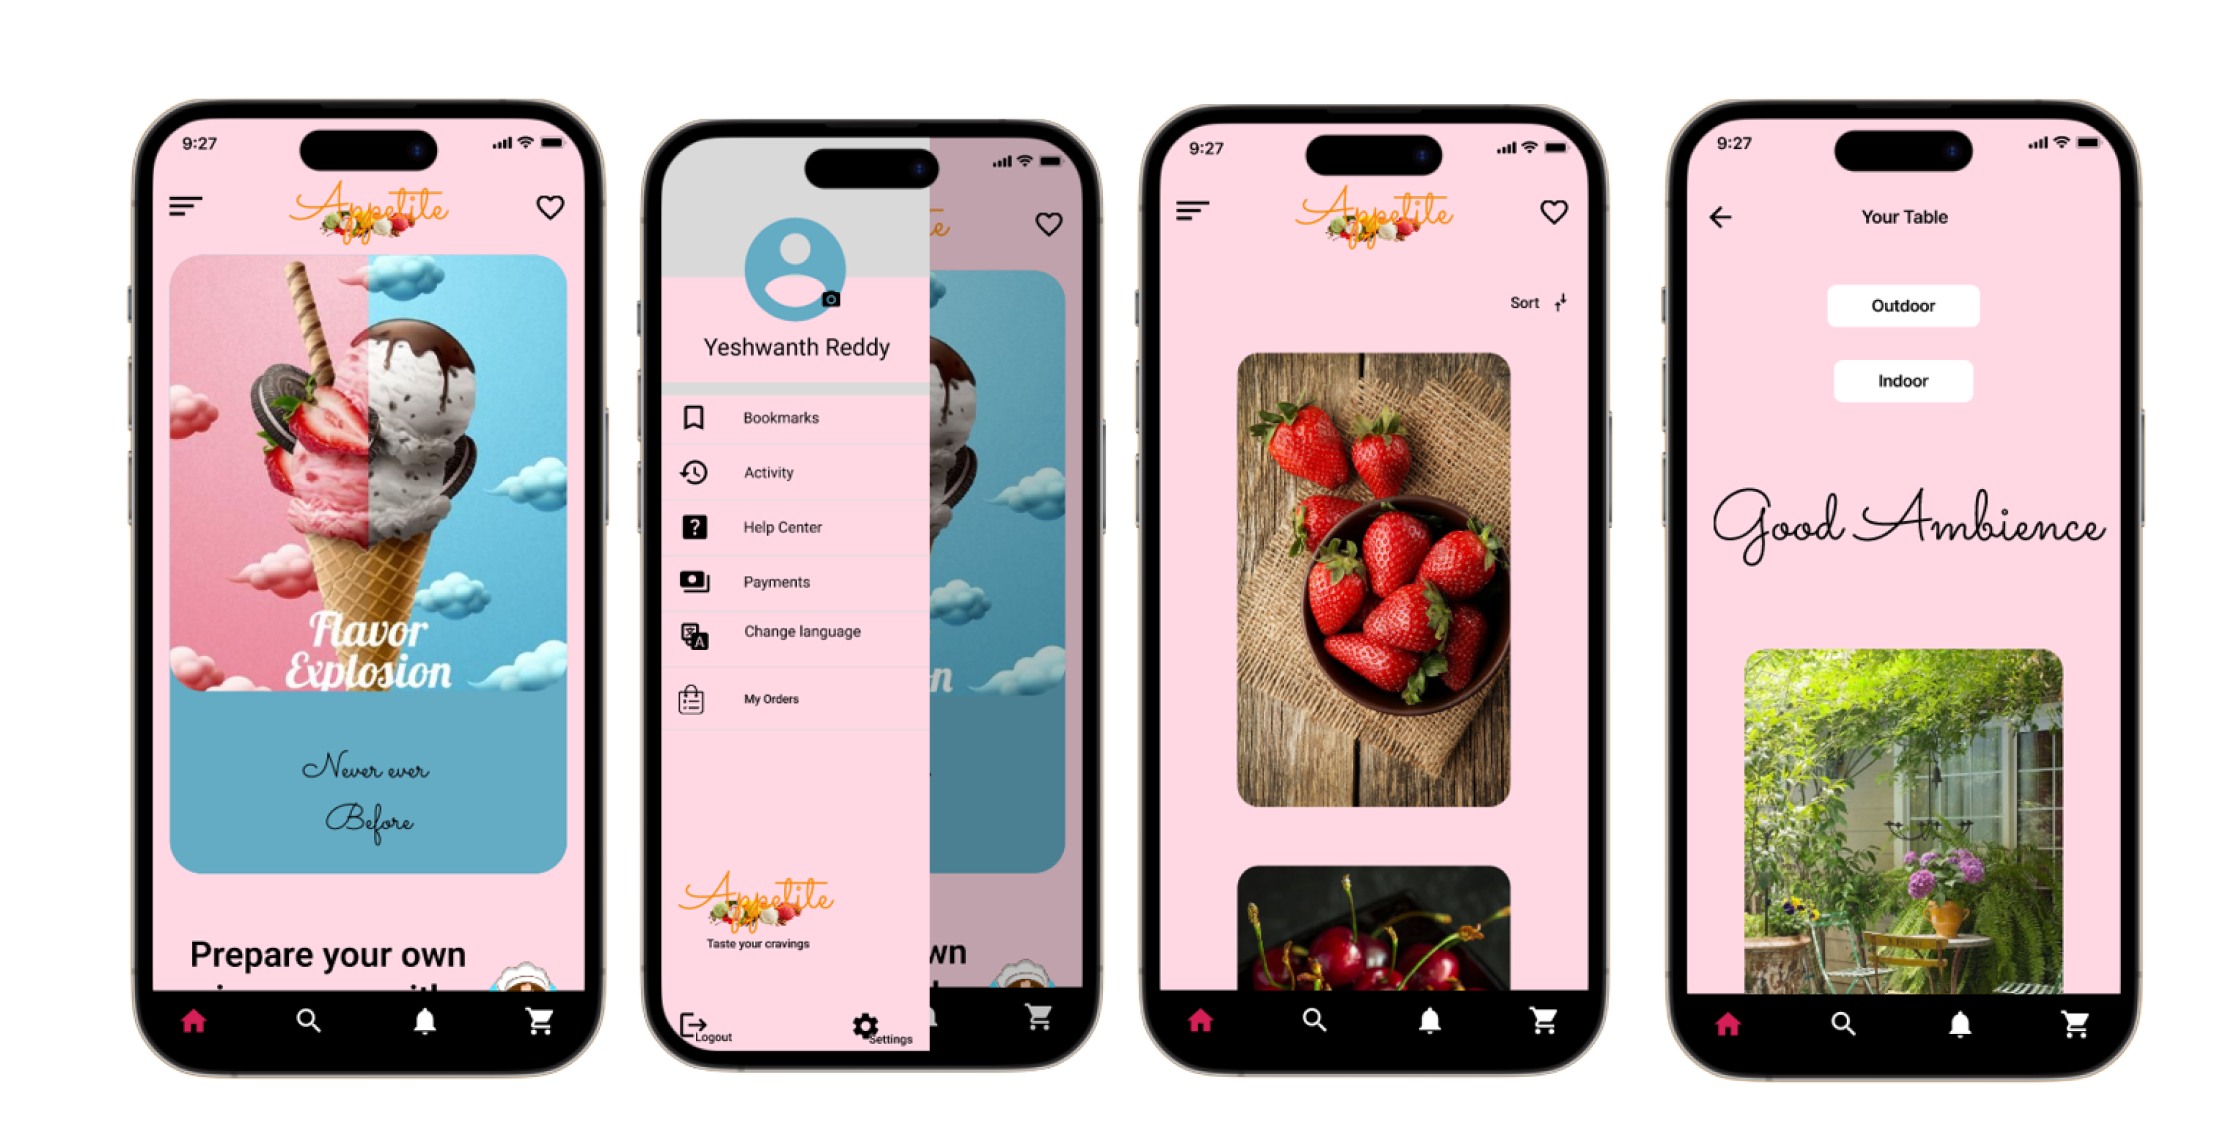 9:27
Appetite
Flavor
Explosion
Never ever
Before
Prepare your own
te
Yeshwanth Reddy
Bookmarks
Activity
Help Center
Payments
Change language
My Orders
Appetite
Taste your cravings
Logout
Settings
n
wn
9:27
Appetite
Sort
9:27
Your Table
Outdoor
Indoor
Good Ambience